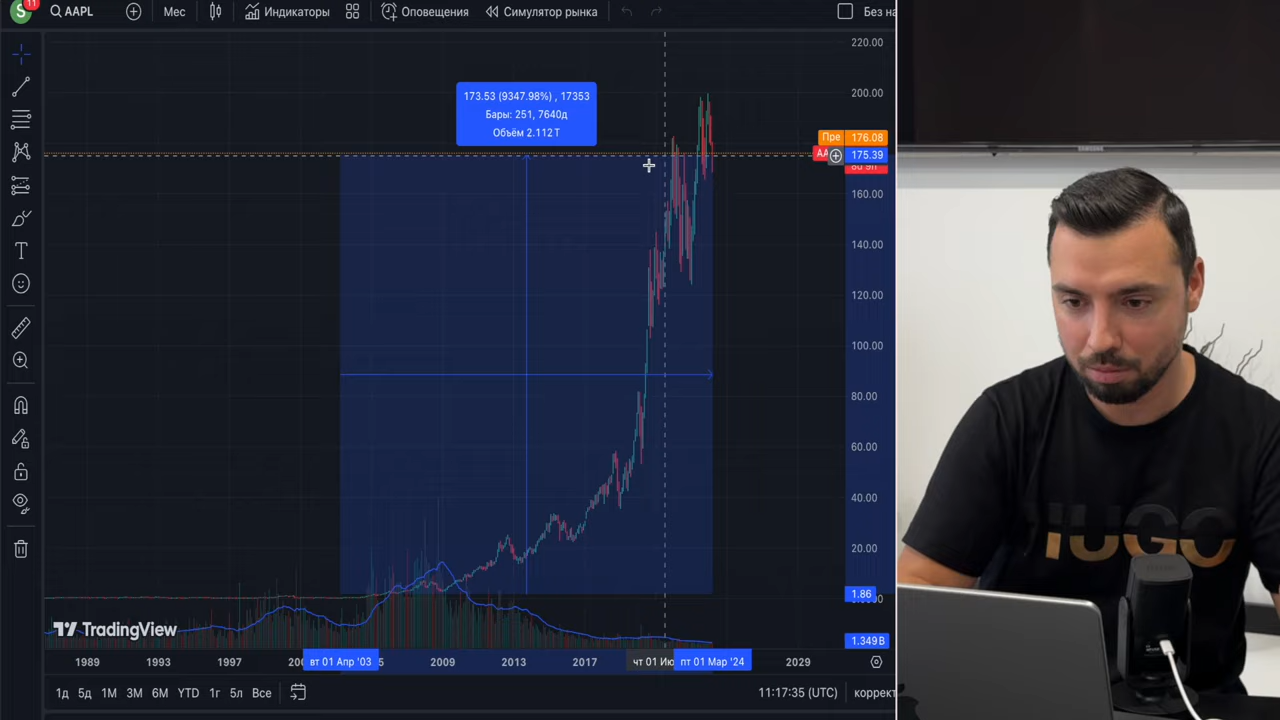 S
11
AAPL
Мес
Индикаторы
Оповещения
Симулятор рынка
Без на
220.00
200.00
173.53 (9347.98%) , 17353
Бары: 251, 7640д
Объём 2.112T
Пре 176.08
AA 175.39
160.00
140.00
120.00
100.00
80.00
60.00
40.00
20.00
1.86
TradingView
1.349B
1989
1993
1997
вт 01 Апр '03
2009
2013
2017
чт 01 Ию
пт 01 Мар '24
2029
1д
5д
1М
3М
6М
YTD
1г
5л
Все
11:17:35 (UTC)
коррект
SAMSUNG
HUGO